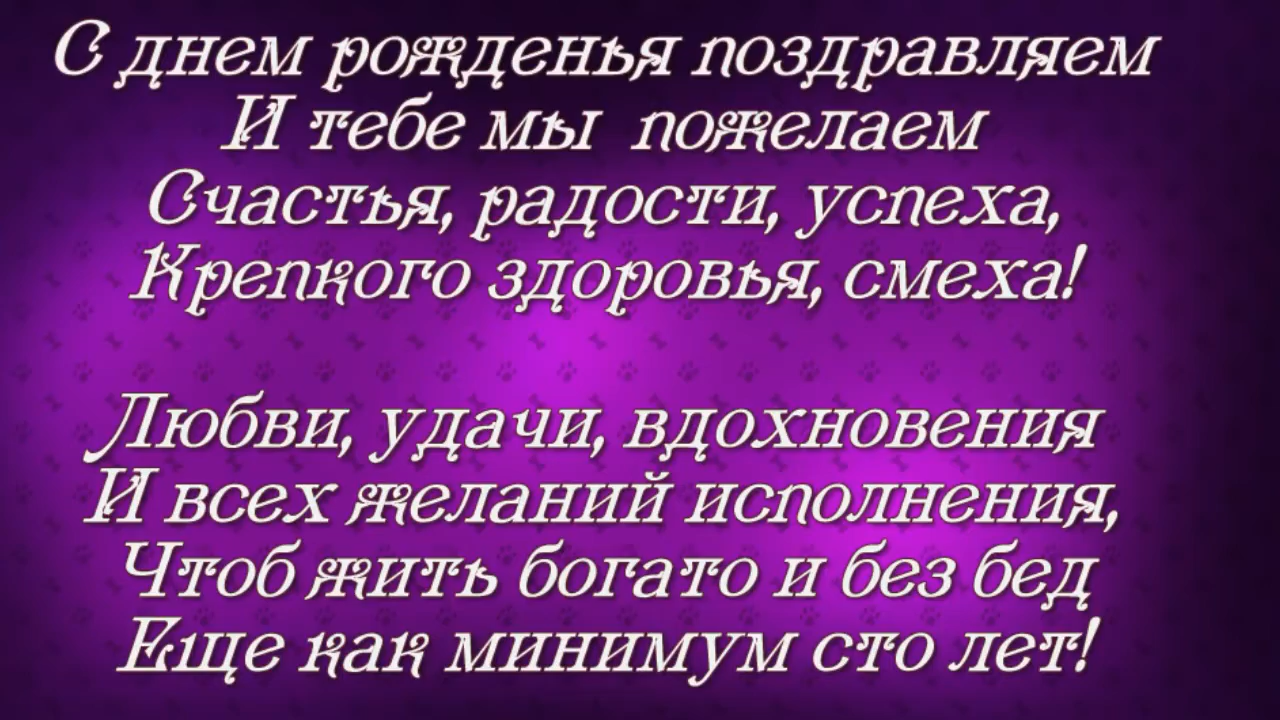 С днем рожденья поздравляем
И тебе мы пожелаем
Счастья, радости, успеха,
Крепкого здоровья, смеха!
Любви, удачи, вдохновения
И всех желаний исполнения,
Чтоб жить богато и без бед
Еще как минимум сто лет!